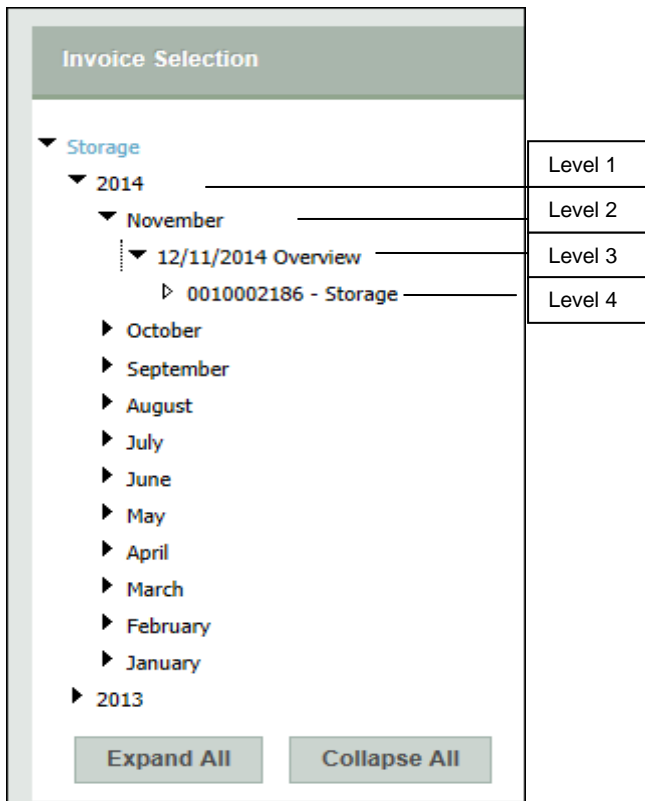 Invoice Selection
Storage
2014
Level 1
November
Level 2
12/11/2014 Overview
Level 3
0010002186 - Storage
Level 4
October
September
August
July
June
May
April
March
February
January
2013
Expand All
Collapse All